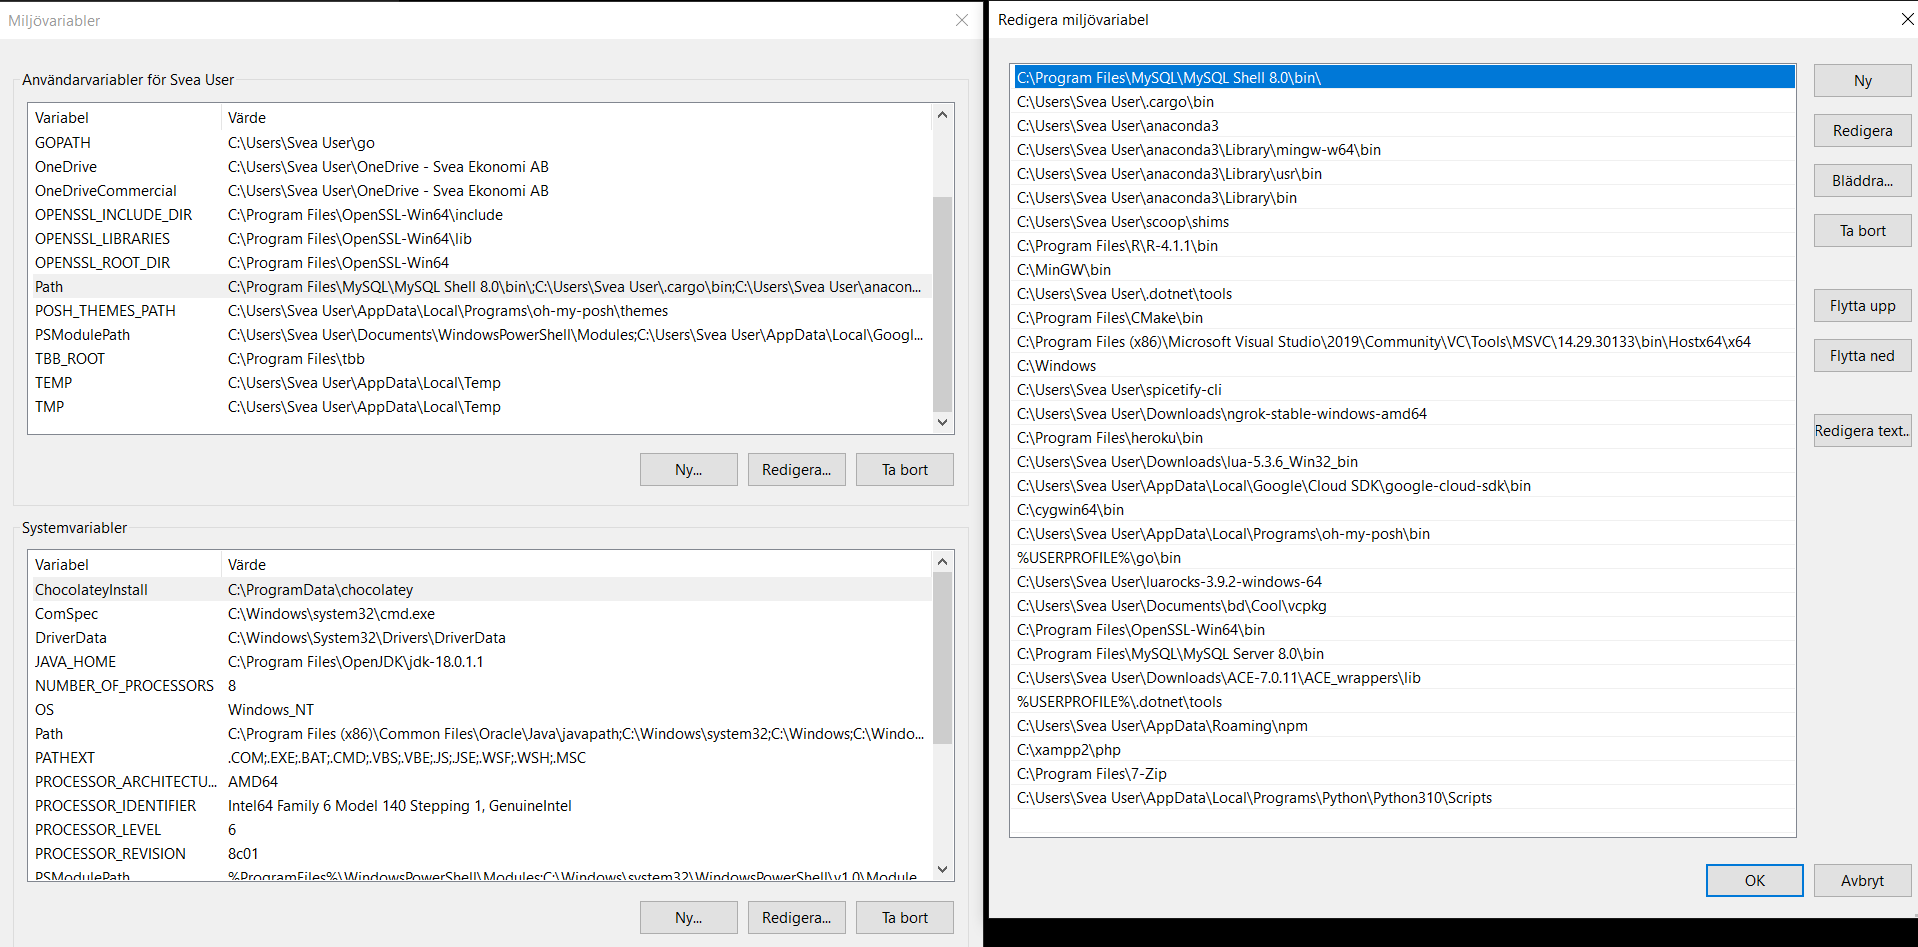 Miljövariabler
Användarvariabler för Svea User
Variabel Värde
GOPATH C:\Users\Svea User\go
OneDrive C:\Users\Svea User\OneDrive - Svea Ekonomi AB
OneDriveCommercial C:\Users\Svea User\OneDrive - Svea Ekonomi AB
OPENSSL_INCLUDE_DIR C:\Program Files\OpenSSL-Win64\include
OPENSSL_LIBRARIES C:\Program Files\OpenSSL-Win64\lib
OPENSSL_ROOT_DIR C:\Program Files\OpenSSL-Win64
Path C:\Program Files\MySQL\MySQL Shell 8.0\bin\;C:\Users\Svea User\.cargo\bin;C:\Users\Svea User\anacon...
POSH_THEMES_PATH C:\Users\Svea User\AppData\Local\Programs\oh-my-posh\themes
PSModulePath C:\Users\Svea User\Documents\WindowsPowerShell\Modules;C:\Users\Svea User\AppData\Local\Googl...
TBB_ROOT C:\Program Files\tbb
TEMP C:\Users\Svea User\AppData\Local\Temp
TMP C:\Users\Svea User\AppData\Local\Temp
Ny... Redigera... Ta bort
Systemvariabler
Variabel Värde
ChocolateyInstall C:\ProgramData\chocolatey
ComSpec C:\Windows\system32\cmd.exe
DriverData C:\Windows\System32\Drivers\DriverData
JAVA_HOME C:\Program Files\OpenJDK\jdk-18.0.1.1
NUMBER_OF_PROCESSORS 8
OS Windows_NT
Path C:\Program Files (x86)\Common Files\Oracle\Java\javapath;C:\Windows\system32;C:\Windows;C:\Windo...
PATHEXT .COM;.EXE;.BAT;.CMD;.VBS;.VBE;.JS;.JSE;.WSF;.WSH;.MSC
PROCESSOR_ARCHITECTU... AMD64
PROCESSOR_IDENTIFIER Intel64 Family 6 Model 140 Stepping 1, GenuineIntel
PROCESSOR_LEVEL 6
PROCESSOR_REVISION 8c01
PSModulePath %ProgramFiles%\WindowsPowerShell\Modules;C:\Windows\system32\WindowsPowerShell\v1.0\Module
Ny... Redigera... Ta bort
Redigera miljövariabel
C:\Program Files\MySQL\MySQL Shell 8.0\bin\
C:\Users\Svea User\.cargo\bin
C:\Users\Svea User\anaconda3
C:\Users\Svea User\anaconda3\Library\mingw-w64\bin
C:\Users\Svea User\anaconda3\Library\usr\bin
C:\Users\Svea User\anaconda3\Library\bin
C:\Users\Svea User\scoop\shims
C:\Program Files\R\R-4.1.1\bin
C:\MinGW\bin
C:\Users\Svea User\.dotnet\tools
C:\Program Files\CMake\bin
C:\Program Files (x86)\Microsoft Visual Studio\2019\Community\VC\Tools\MSVC\14.29.30133\bin\Hostx64\x64
C:\Windows
C:\Users\Svea User\spicetify-cli
C:\Users\Svea User\Downloads\ngrok-stable-windows-amd64
C:\Program Files\heroku\bin
C:\Users\Svea User\Downloads\lua-5.3.6_Win32_bin
C:\Users\Svea User\AppData\Local\Google\Cloud SDK\google-cloud-sdk\bin
C:\cygwin64\bin
C:\Users\Svea User\AppData\Local\Programs\oh-my-posh\bin
%USERPROFILE%\go\bin
C:\Users\Svea User\luarocks-3.9.2-windows-64
C:\Users\Svea User\Documents\bd\Cool\vcpkg
C:\Program Files\OpenSSL-Win64\bin
C:\Program Files\MySQL\MySQL Server 8.0\bin
C:\Users\Svea User\Downloads\ACE-7.0.11\ACE_wrappers\lib
%USERPROFILE%\.dotnet\tools
C:\Users\Svea User\AppData\Roaming\npm
C:\xampp2\php
C:\Program Files\7-Zip
C:\Users\Svea User\AppData\Local\Programs\Python\Python310\Scripts
Ny
Redigera
Bläddra...
Ta bort
Flytta upp
Flytta ned
Redigera text..
OK Avbryt